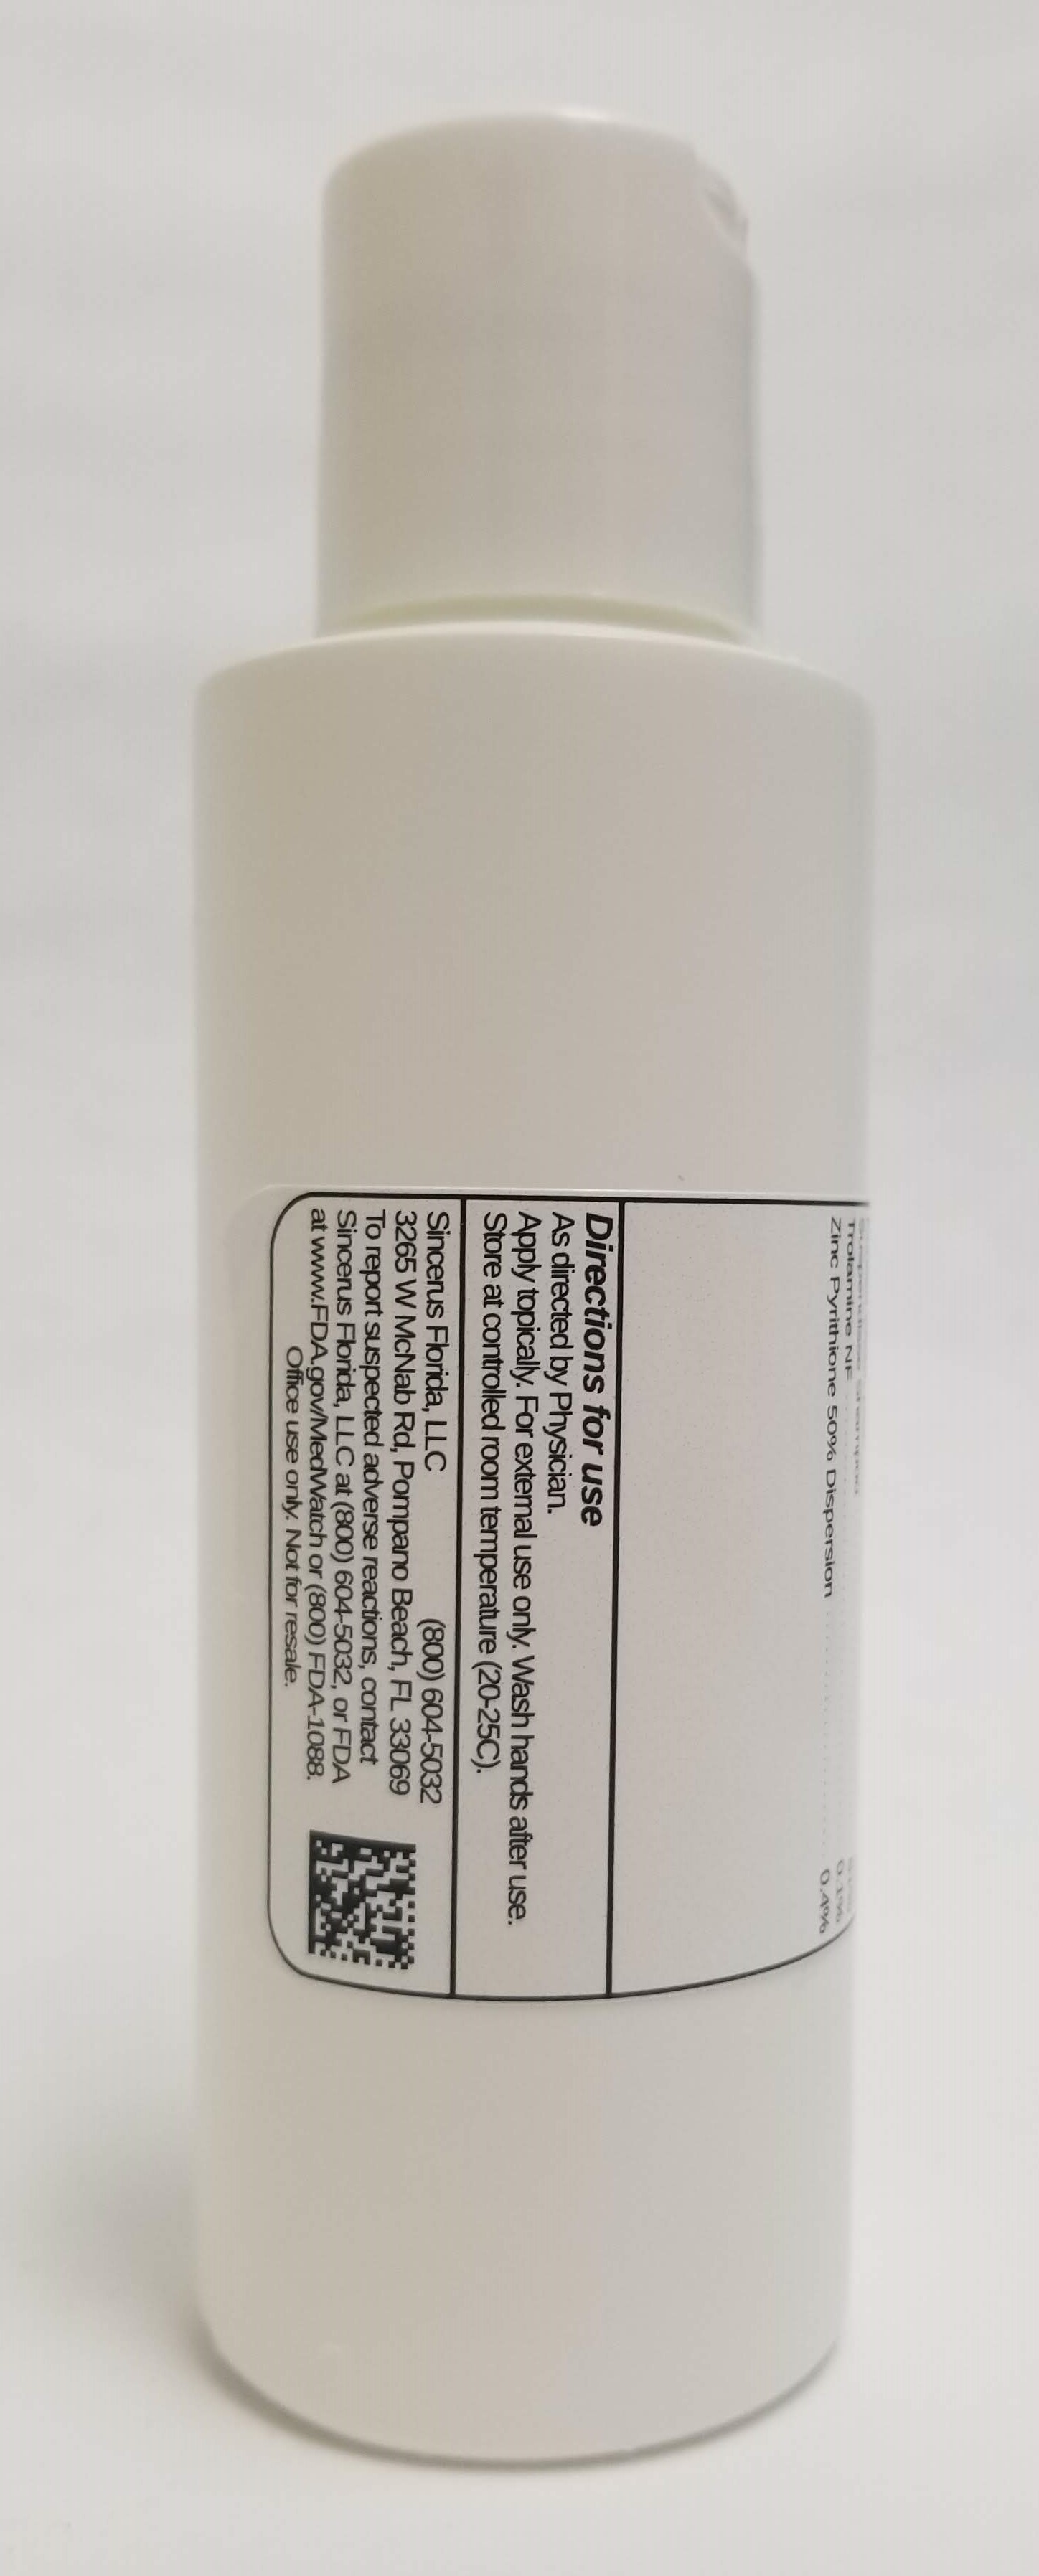 Shampoo
Trolamine NF 0.1%
Zinc Pyrithione 50% Dispersion 0.4%
Directions for use
As directed by Physician.
Apply topically. For external use only. Wash hands after use.
Store at controlled room temperature (20-25C).
Sincerus Florida, LLC (800) 604-5032
3265 W McNab Rd, Pompano Beach, FL 33069
To report suspected adverse reactions, contact
Sincerus Florida, LLC at (800) 604-5032, or FDA
at www.FDA.gov/MedWatch or (800) FDA-1088.
Office use only. Not for resale.